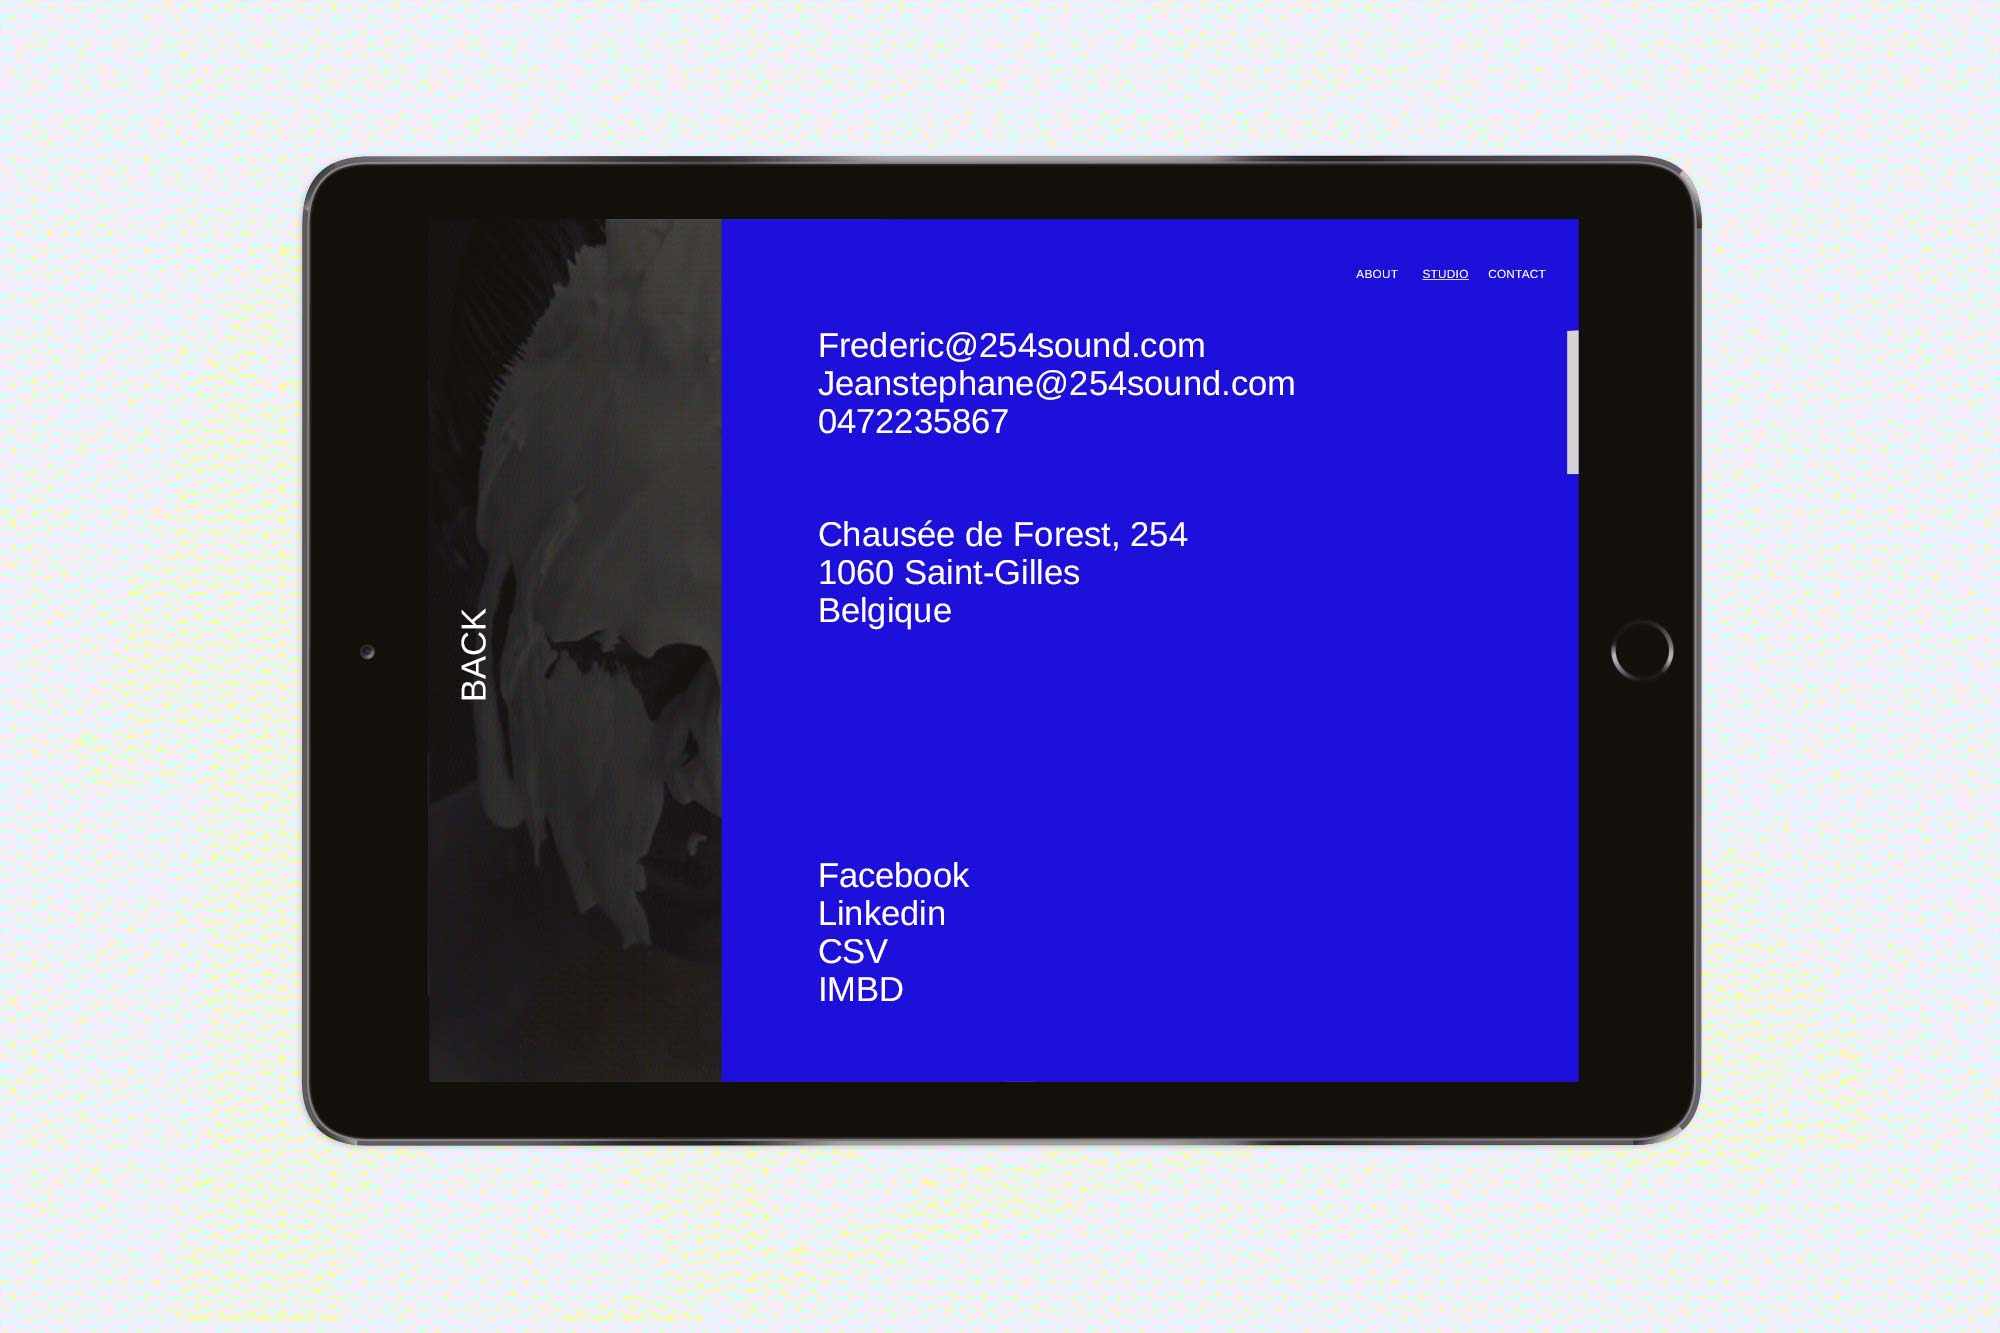 ABOUT STUDIO CONTACT
Frederic@254sound.com
Jeanstephane@254sound.com
0472235867
Chausée de Forest, 254
1060 Saint-Gilles
Belgique
BACK
Facebook
Linkedin
CSV
IMBD